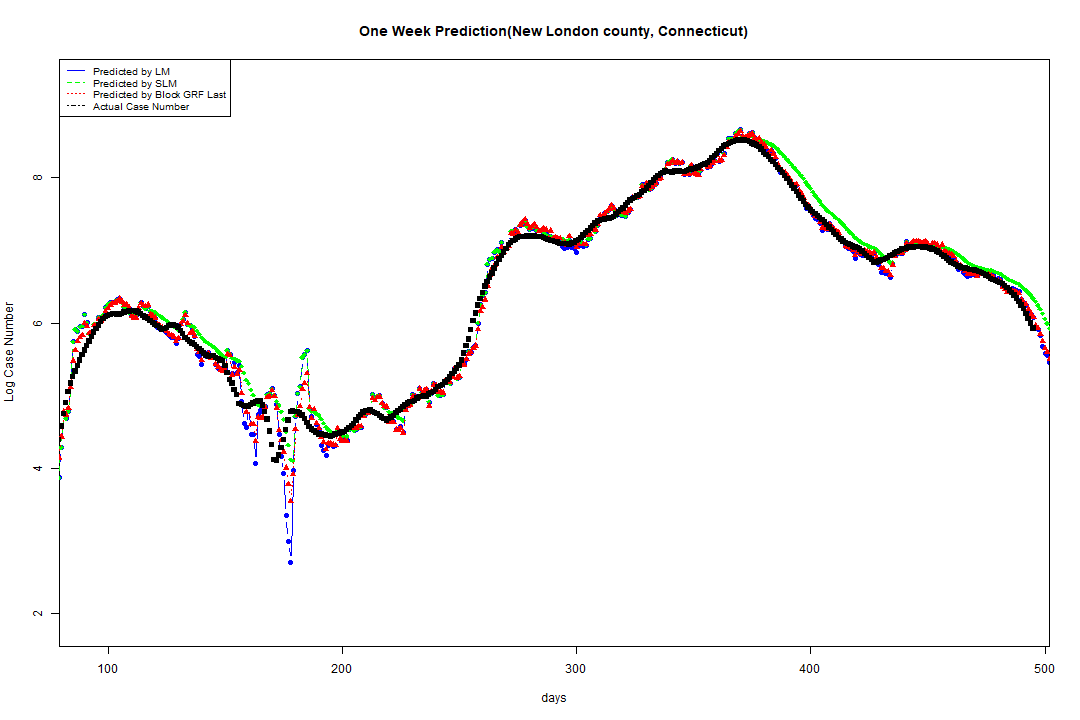 One Week Prediction(New London county, Connecticut)
Predicted by LM
Predicted by SLM
Predicted by Block GRF Last
Actual Case Number
8
6
4
2
Log Case Number
100 200 300 400 500
days